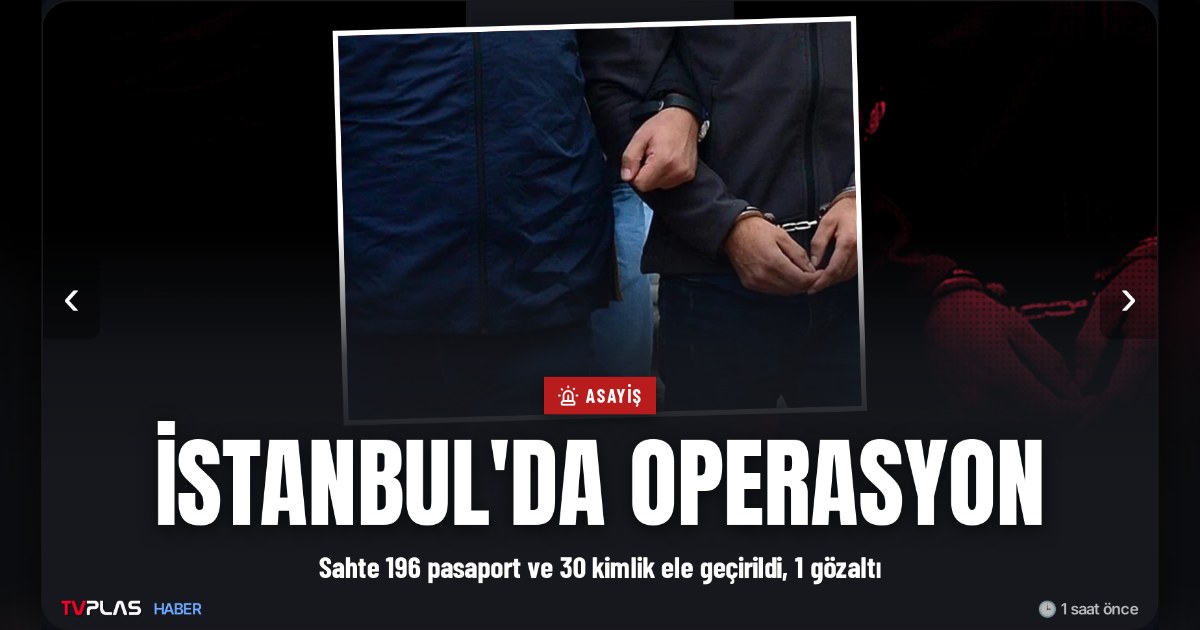 ASAYİŞ
İSTANBUL'DA OPERASYON
Sahte 196 pasaport ve 30 kimlik ele geçirildi, 1 gözaltı
TVPLAS HABER
1 saat önce